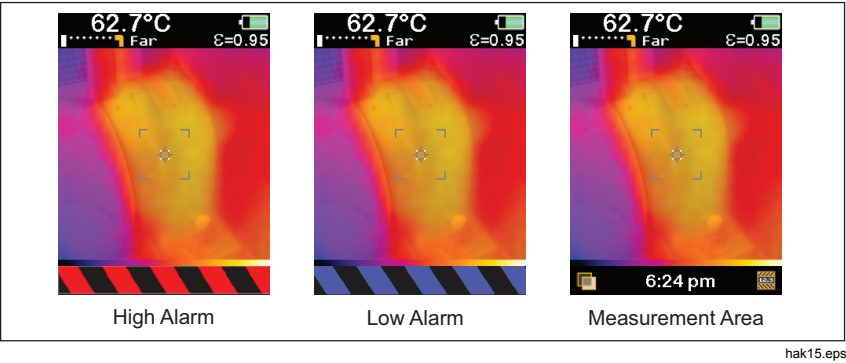 62.7°C
Far
Ɛ=0.95
62.7°C
Far
Ɛ=0.95
62.7°C
Far
Ɛ=0.95
6:24 pm
High Alarm
Low Alarm
Measurement Area
hak15.eps